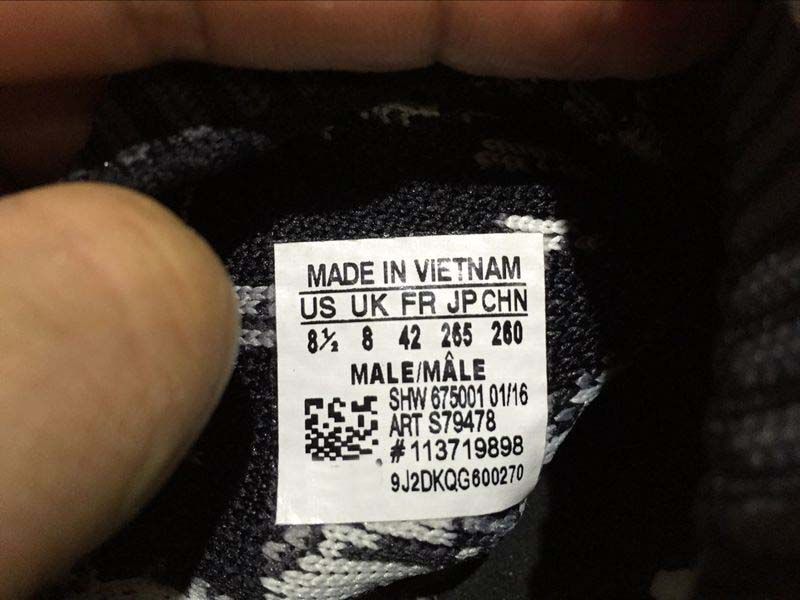 MADE IN VIETNAM
US UK FR JP CHN
8½ 8 42 265 260
MALE/MÂLE
SHW 675001 01/16
ART S79478
#113719898
9J2DKQG600270